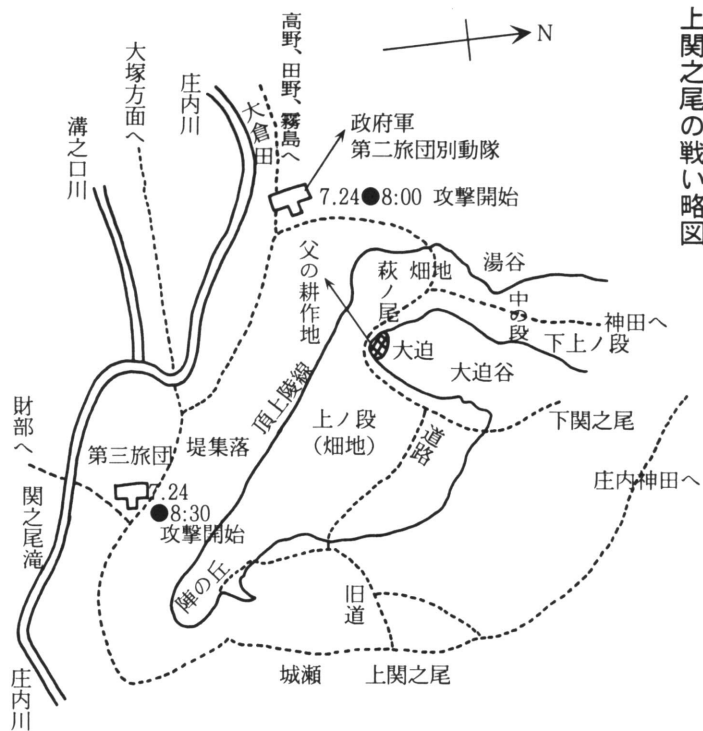 上関之尾の戦い略図
N
高野、田野、霧島へ
大倉田
庄内川
大塚方面へ
溝之口川
政府軍
第二旅団別動隊
7.24●8:00 攻撃開始
父の耕作地
萩ノ尾
畑地
湯谷
中の段
神田へ
下上ノ段
大迫
大迫谷
頂上陵線
上ノ段
(畑地)
道路
下関之尾
庄内神田へ
財部へ
第三旅団
堤集落
7.24
●8:30
攻撃開始
関之尾滝
陣の丘
旧道
城瀬
上関之尾
庄内川